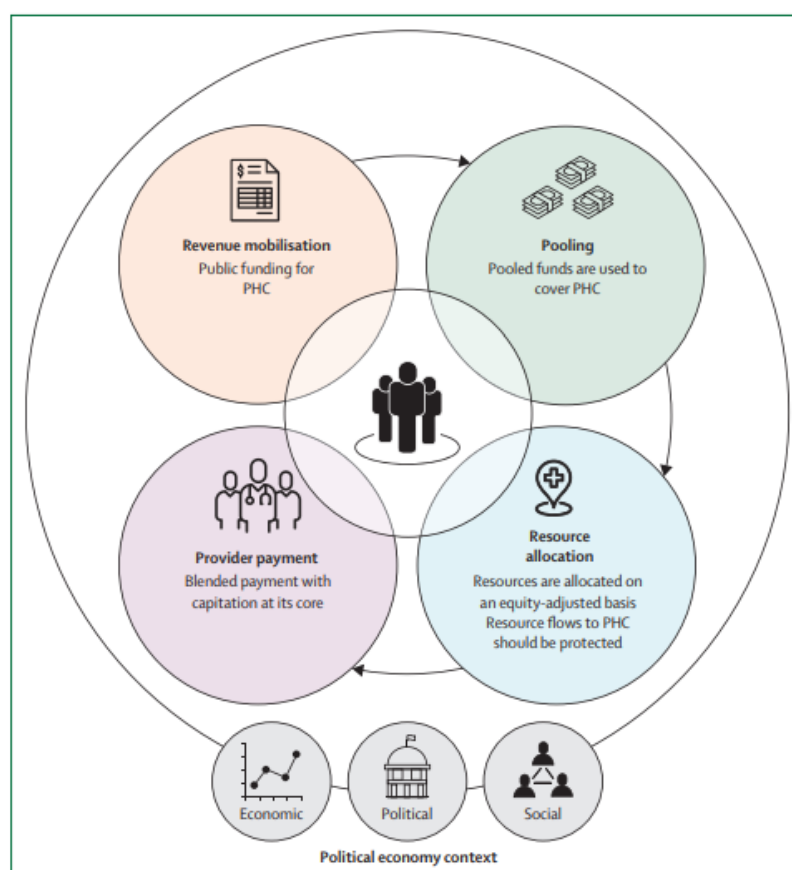 Revenue mobilisation
Public funding for
PHC
Pooling
Pooled funds are used to
cover PHC
Provider payment
Blended payment with
capitation at its core
Resource
allocation
Resources are allocated on
an equity-adjusted basis
Resource flows to PHC
should be protected
Economic
Political
Social
Political economy context